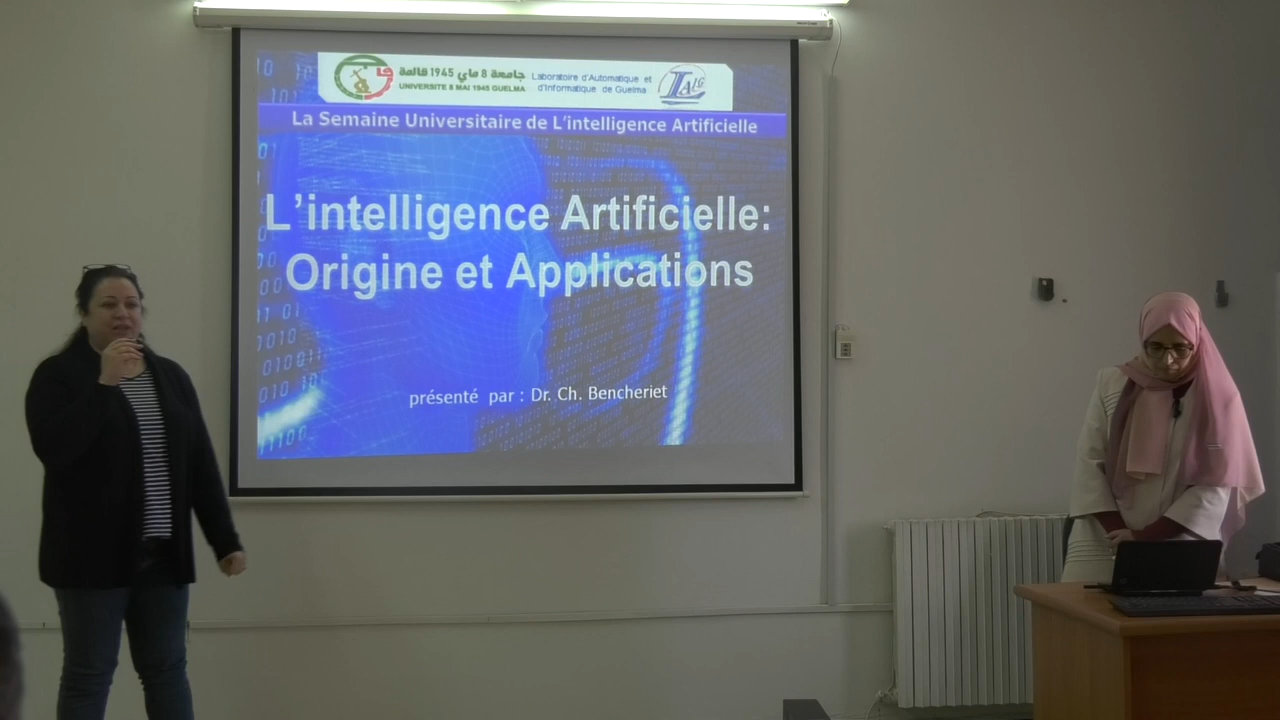 جامعة 8 ماي 1945 قالمة
UNIVERSITE 8 MAI 1945 GUELMA
Laboratoire d'Automatique et
d'Informatique de Guelma
LAIG
La Semaine Universitaire de L'intelligence Artificielle
L'intelligence Artificielle:
Origine et Applications
présenté par : Dr. Ch. Bencheriet